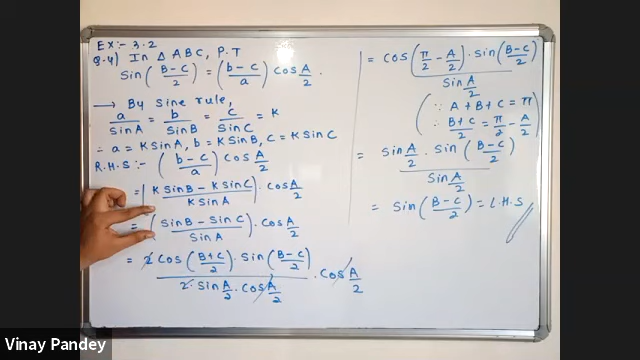 EX:- 3.2
Q.4) In △ ABC, P.T
Sin(B-C/2) = (b-c/a) Cos A/2.
→ By Sine rule,
a/SinA = b/SinB = c/SinC = K
∴ a = K SinA, b = K SinB, C = K SinC
R.H.S :- (b-c/a) Cos A/2
= (K SinB - K SinC / K SinA) . Cos A/2
= (SinB - SinC / SinA) . Cos A/2
= 2 Cos(B+C/2) . Sin(B-C/2) / 2. Sin A/2 . Cos A/2 . Cos A/2
= Cos(π/2 - A/2) . Sin(B-C/2) / Sin A/2
(∵ A + B + C = π
∵ B+C/2 = π/2 - A/2)
= Sin A/2 . Sin(B-C/2) / Sin A/2
= Sin(B-C/2) = L.H.S
Vinay Pandey